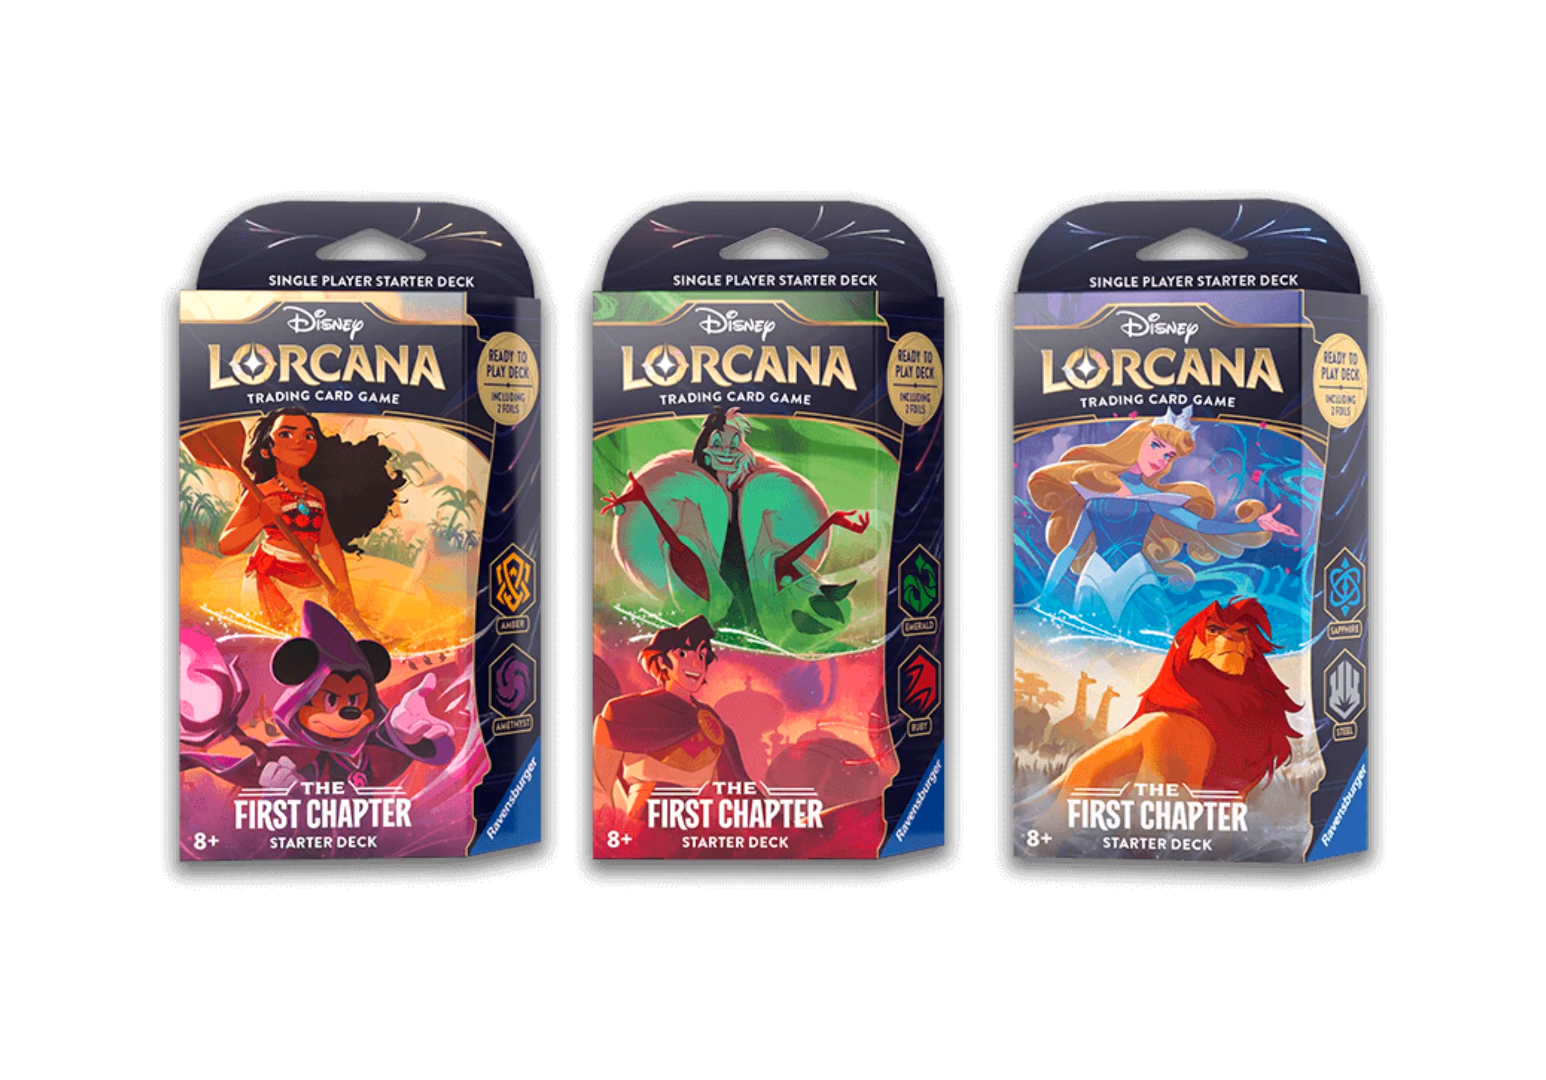 SINGLE PLAYER STARTER DECK
Disney
LORCANA
TRADING CARD GAME
READY TO
PLAY DECK
INCLUDING
2 FOILS
AMBER
AMETHYST
THE
FIRST CHAPTER
STARTER DECK
8+
Ravensburger
SINGLE PLAYER STARTER DECK
Disney
LORCANA
TRADING CARD GAME
READY TO
PLAY DECK
INCLUDING
2 FOILS
EMERALD
RUBY
THE
FIRST CHAPTER
STARTER DECK
8+
Ravensburger
SINGLE PLAYER STARTER DECK
Disney
LORCANA
TRADING CARD GAME
READY TO
PLAY DECK
INCLUDING
2 FOILS
SAPPHIRE
STEEL
THE
FIRST CHAPTER
STARTER DECK
8+
Ravensburger